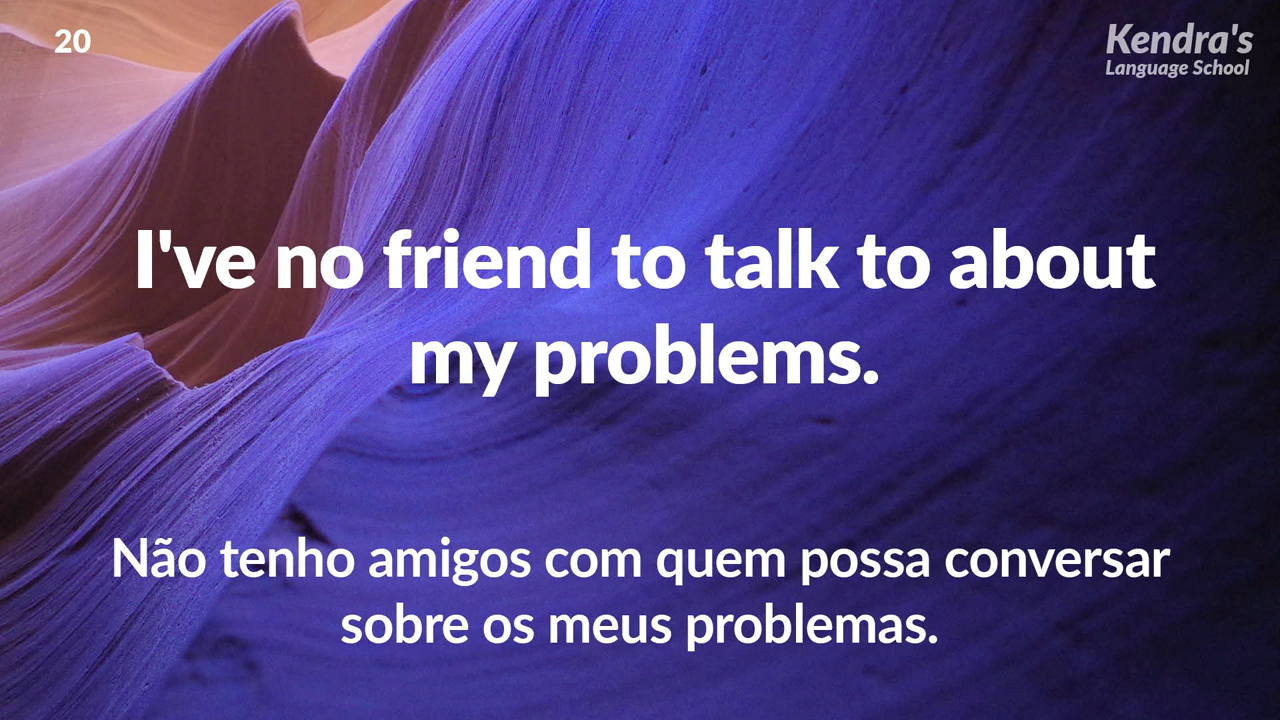 20
Kendra's
Language School
I've no friend to talk to about
my problems.
Não tenho amigos com quem possa conversar
sobre os meus problemas.